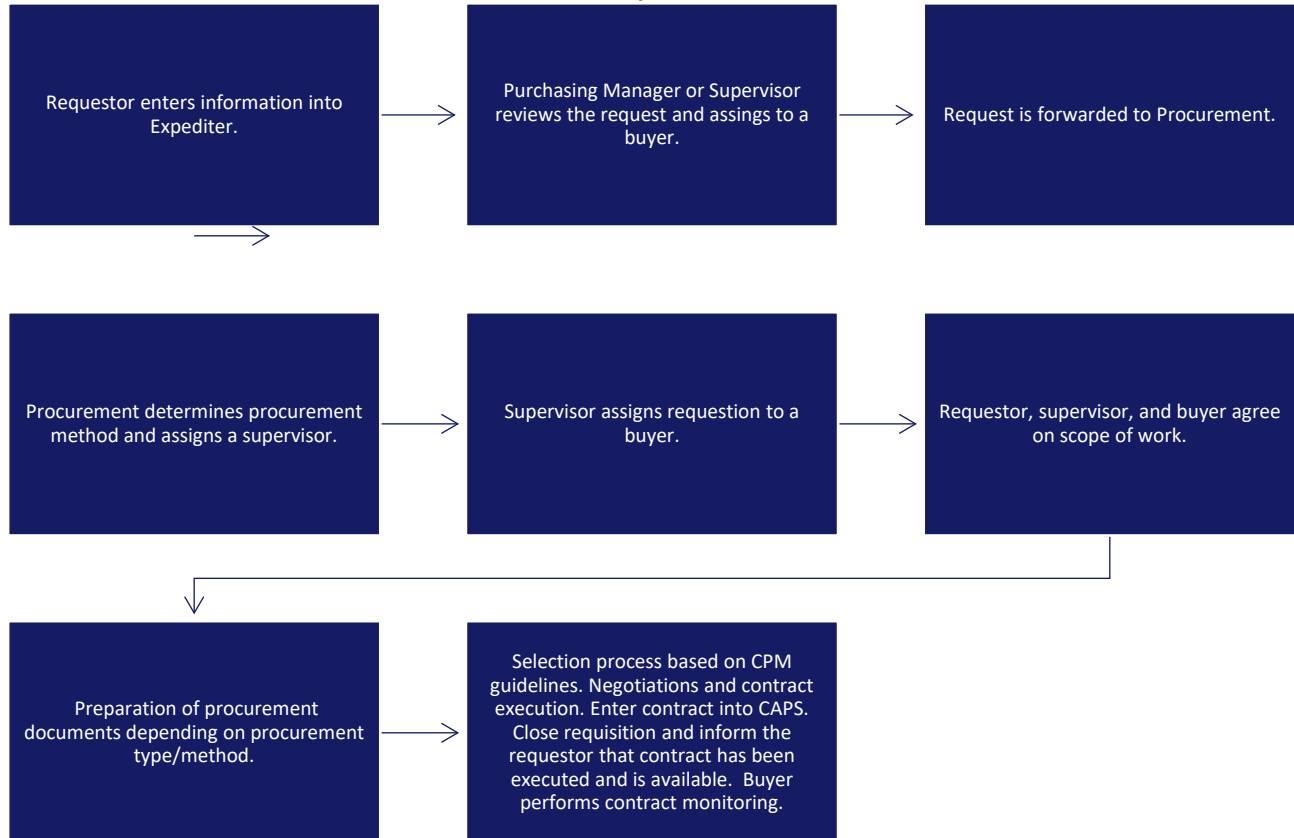 Requestor enters information into
Expediter.
Purchasing Manager or Supervisor
reviews the request and assings to a
buyer.
Request is forwarded to Procurement.
Procurement determines procurement
method and assigns a supervisor.
Supervisor assigns requestion to a
buyer.
Requestor, supervisor, and buyer agree
on scope of work.
Preparation of procurement
documents depending on procurement
type/method.
Selection process based on CPM
guidelines. Negotiations and contract
execution. Enter contract into CAPS.
Close requisition and inform the
requestor that contract has been
executed and is available.  Buyer
performs contract monitoring.